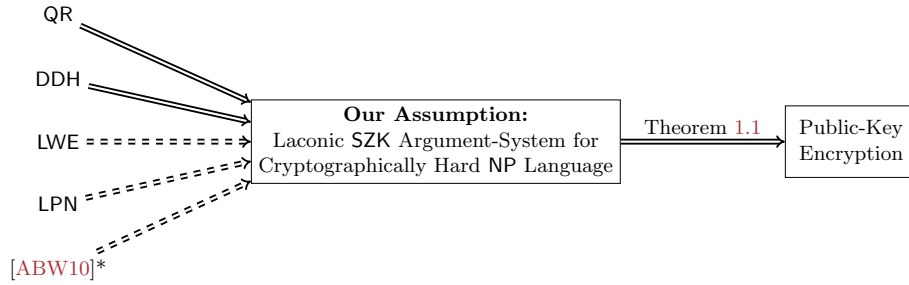 QR
DDH
LWE
LPN
[ABW10]*
Our Assumption:
Laconic SZK Argument-System for
Cryptographically Hard NP Language
Theorem 1.1
Public-Key
Encryption